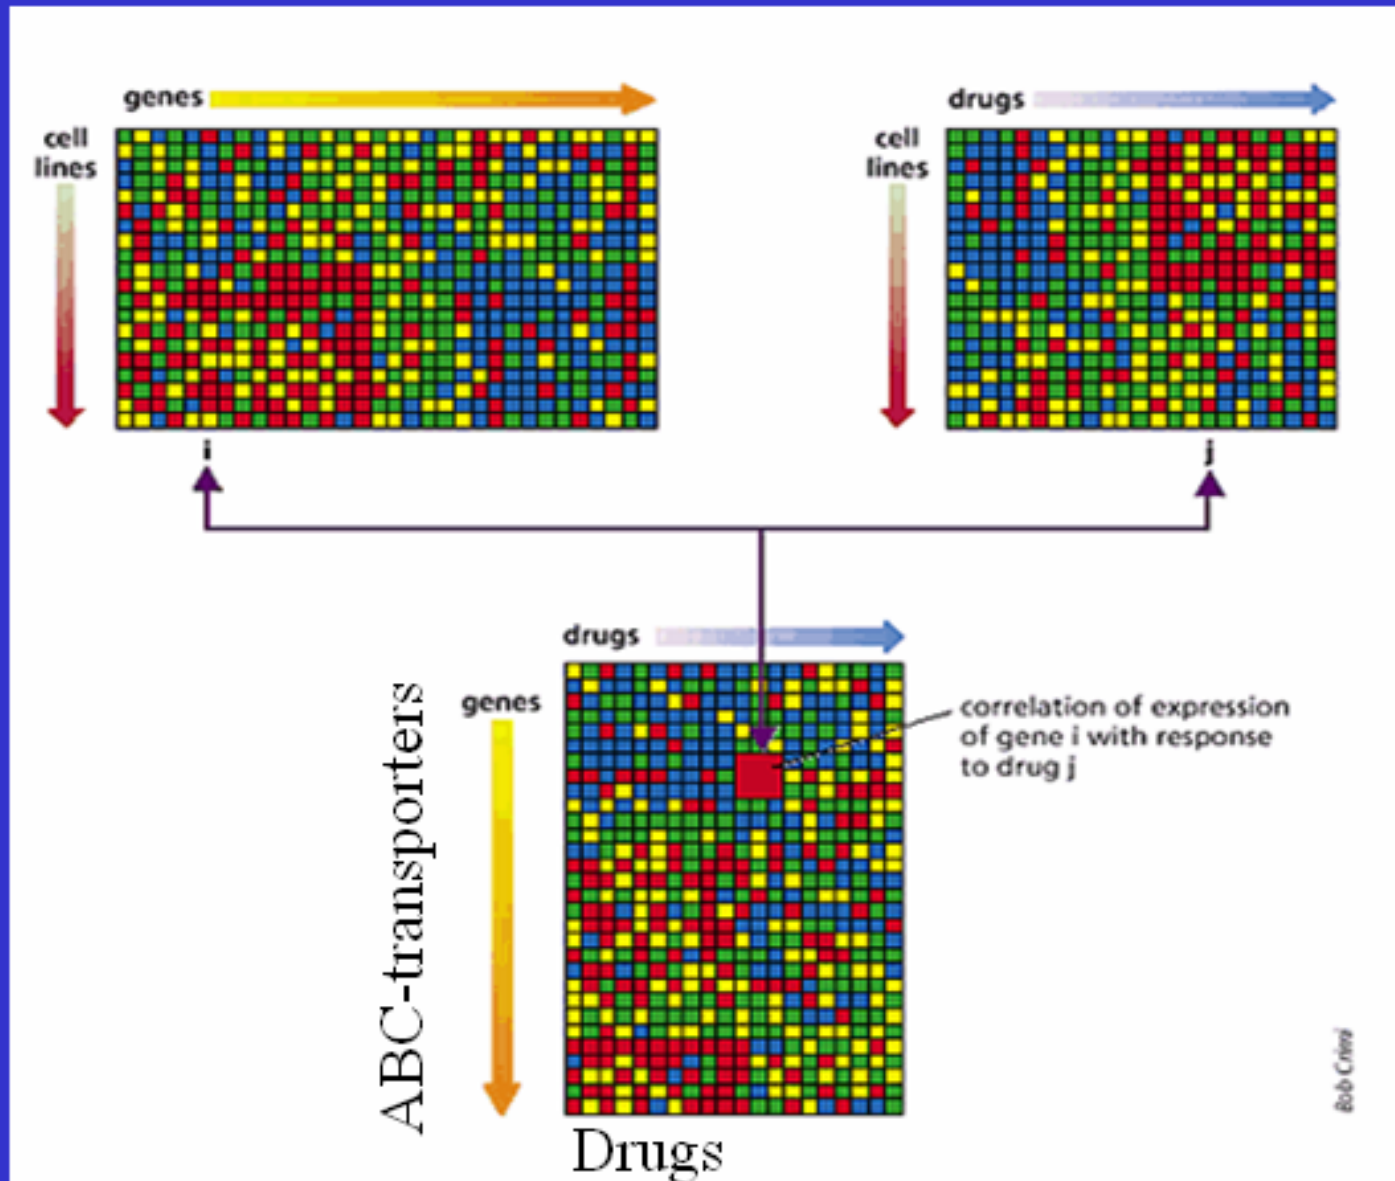 genes
cell
lines
i
drugs
cell
lines
j
drugs
genes
ABC-transporters
correlation of expression
of gene i with response
to drug j
Drugs
Bob Crimi